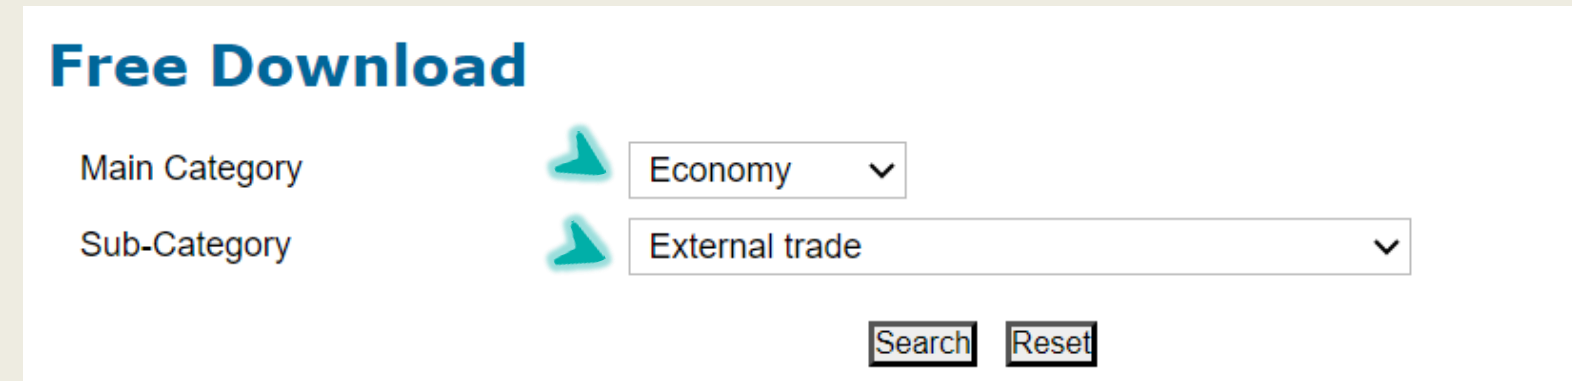 Free Download
Main Category Economy
Sub-Category External trade
Search Reset